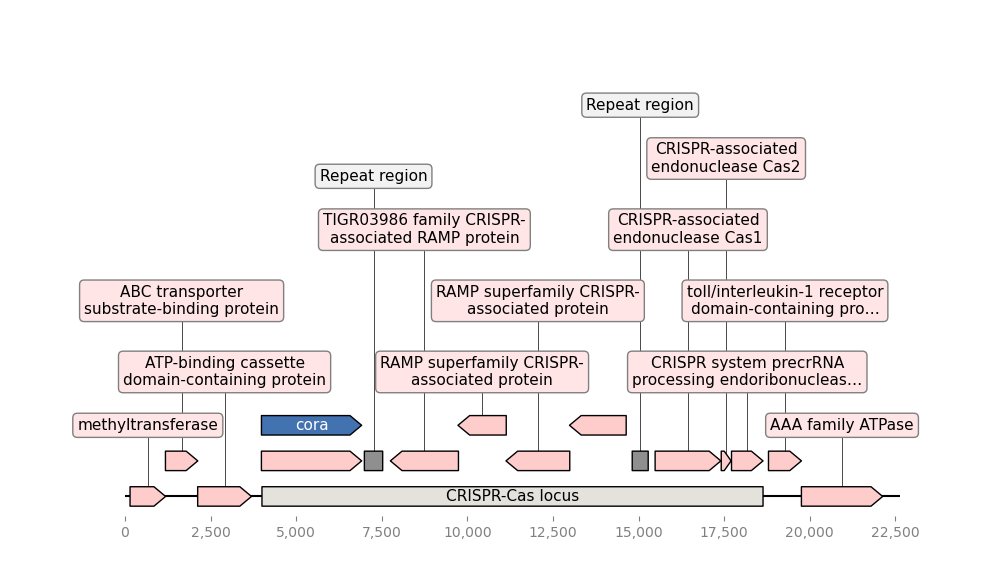 Repeat region
CRISPR-associated
endonuclease Cas2
Repeat region
TIGR03986 family CRISPR-
associated RAMP protein
CRISPR-associated
endonuclease Cas1
ABC transporter
substrate-binding protein
RAMP superfamily CRISPR-
associated protein
toll/interleukin-1 receptor
domain-containing pro…
ATP-binding cassette
domain-containing protein
RAMP superfamily CRISPR-
associated protein
CRISPR system precrRNA
processing endoribonucleas…
methyltransferase
cora
AAA family ATPase
CRISPR-Cas locus
0 2,500 5,000 7,500 10,000 12,500 15,000 17,500 20,000 22,500